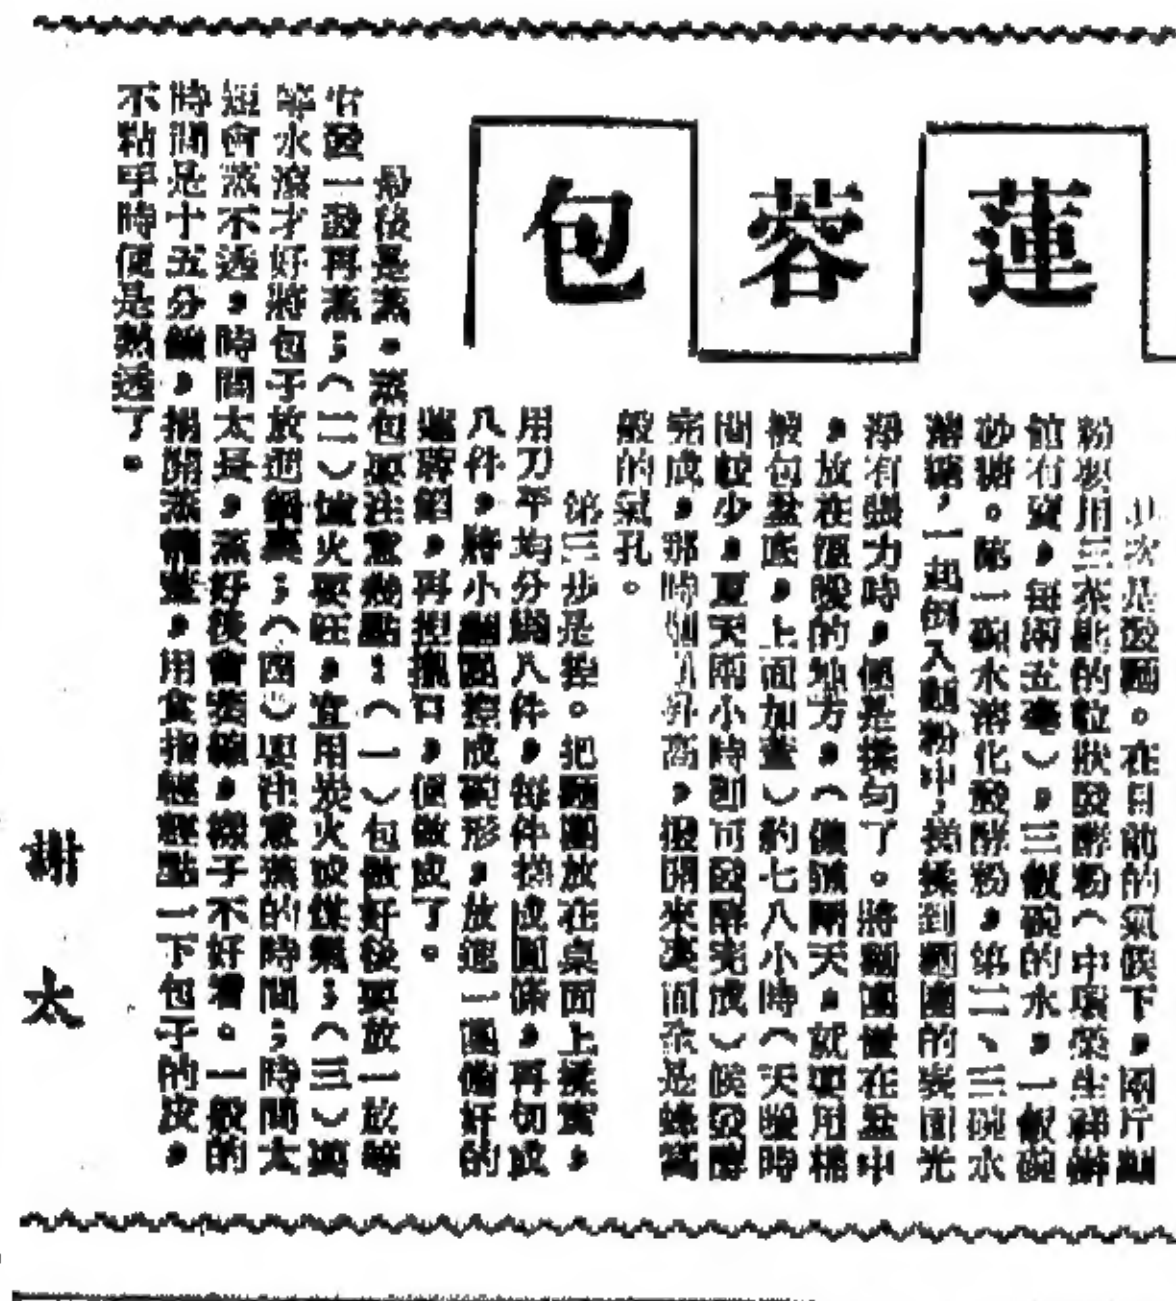 蓮蓉包
其次是發麵。在目前的氣候下，兩斤麵
粉要用三茶匙的粒狀發酵粉（中環榮生祥辦
館有賣，每兩五毫），三飯碗的水，一飯碗
砂糖。第一碗水溶化發酵粉，第二、三碗水
溶糖，一起倒入麵粉中，搓揉到麵團的表面光
滑有彈力時，便是揉勻了。將麵團放在盆中
，放在溫暖的地方，（儀陰天，就要用棉
被包盆底，上面加蓋）約七八小時（天暖時
間較少，夏天兩小時即可發酵完成）候發酵
完成，那時麵團升高，撥開來裏面全是蜂窩
般的氣孔。
第三步是捏。把麵團放在桌面上揉實，
用刀平均分為八件，每件搓成圓條，再切成
八件，將小麵團捏成碗形，放進一團備好的
蓮蓉餡，再捏攏口，便做成了。
最後是蒸。蒸包要注意幾點：（一）包做好後要放一放等
它發一發再蒸；（二）爐火要旺，宜用炭火或煤氣；（三）要
等水滾才好將包子放進鍋蒸；（四）要注意蒸的時間；時間太
短會蒸不透，時間太長，蒸好後會萎縮，樣子不好看。一般的
時間是十五分鐘，揭開蒸籠蓋，用食指輕輕點一下包子的皮，
不粘手時便是熟透了。
謝太